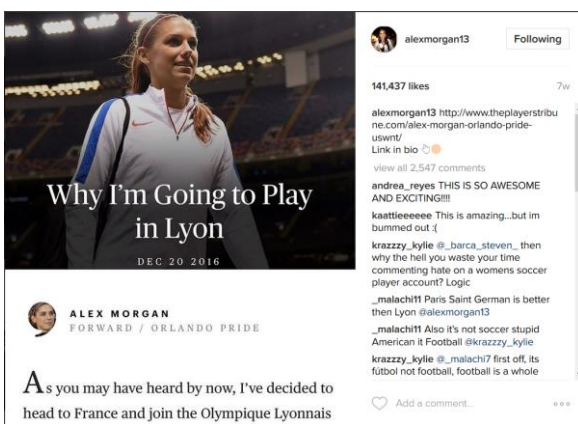 Why I'm Going to Play
in Lyon
DEC 20 2016
ALEX MORGAN
FORWARD / ORLANDO PRIDE
As you may have heard by now, I've decided to
head to France and join the Olympique Lyonnais
alexmorgan13
Following
141,437 likes
7w
alexmorgan13 http://www.theplayerstribu
ne.com/alex-morgan-orlando-pride-
uswnt/
Link in bio
view all 2,547 comments
andrea_reyes THIS IS SO AWESOME
AND EXCITING!!!!
kaattieeeeee This is amazing...but im
bummed out :(
krazzzy_kylie @_barca_steven_ then
why the hell you waste your time
commenting hate on a womens soccer
player account? Logic
_malachi11 Paris Saint German is better
then Lyon @alexmorgan13
_malachi11 Also it's not soccer stupid
American it Football @krazzzy_kylie
krazzzy_kylie @_malachi7 first off, its
fútbol not football, football is a whole
Add a comment...